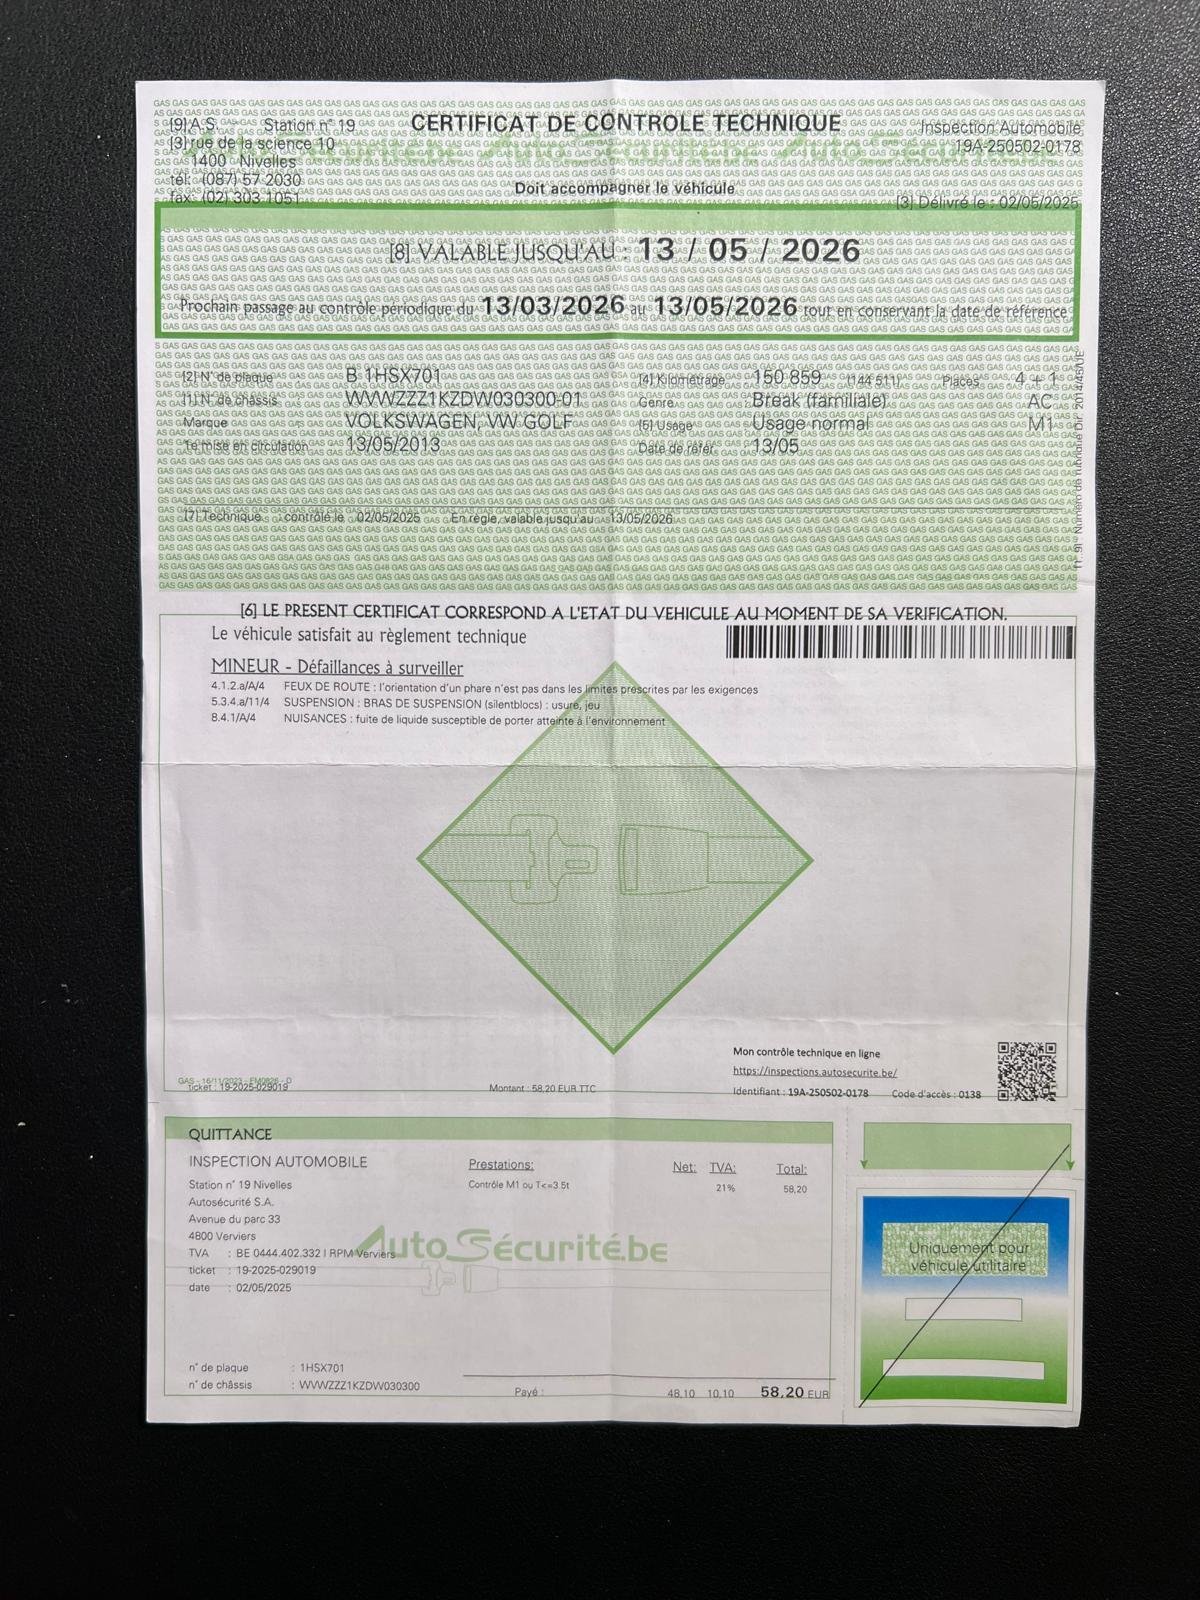 [9] A.S. Station n° 19
CERTIFICAT DE CONTROLE TECHNIQUE
Inspection Automobile
[3] rue de la science 10
19A-250502-0178
1400 Nivelles
tél: (087) 57 2030
Doit accompagner le véhicule
fax: (02) 303 1051
[3] Délivré le : 02/05/2025
[8] VALABLE JUSQU'AU : 13 / 05 / 2026
Prochain passage au contrôle périodique du 13/03/2026 au 13/05/2026 tout en conservant la date de référence
[2] N° de plaque B 1HSX701
[4] Kilométrage 150 859 (144 511) Places 4 + 1
[1] N° de chassis WVWZZZ1KZDW030300-01
genre Break (familiale) AC
Marque VOLKSWAGEN, VW GOLF
[5] Usage Usage normal M1
1e mise en circulation 13/05/2013
Date de réfer. 13/05
[7] Technique contrôlé le 02/05/2025 En règle, valable jusqu'au 13/05/2026
[6] LE PRESENT CERTIFICAT CORRESPOND A L'ETAT DU VEHICULE AU MOMENT DE SA VERIFICATION.
Le véhicule satisfait au règlement technique
MINEUR - Défaillances à surveiller
4.1.2.a/A/4 FEUX DE ROUTE : l'orientation d'un phare n'est pas dans les limites prescrites par les exigences
5.3.4.a/11/4 SUSPENSION : BRAS DE SUSPENSION (silentblocs) : usure, jeu
8.4.1/A/4 NUISANCES : fuite de liquide susceptible de porter atteinte à l'environnement
Mon contrôle technique en ligne
https://inspections.autosecurite.be/
Identifiant : 19A-250502-0178 Code d'accès : 0138
GAS - 16/11/2023 - EM0826 - D
ticket : 19-2025-029019
Montant : 58,20 EUR TTC
QUITTANCE
INSPECTION AUTOMOBILE
Prestations: Net: TVA: Total:
Station n° 19 Nivelles
Contrôle M1 ou T<=3.5t 21% 58,20
Autosécurité S.A.
Avenue du parc 33
4800 Verviers
TVA : BE 0444.402.332 I RPM Verviers
AutoSécurité.be
ticket : 19-2025-029019
date : 02/05/2025
n° de plaque : 1HSX701
n° de châssis : WVWZZZ1KZDW030300
Payé : 48,10 10,10 58,20 EUR
Uniquement pour
véhicule utilitaire